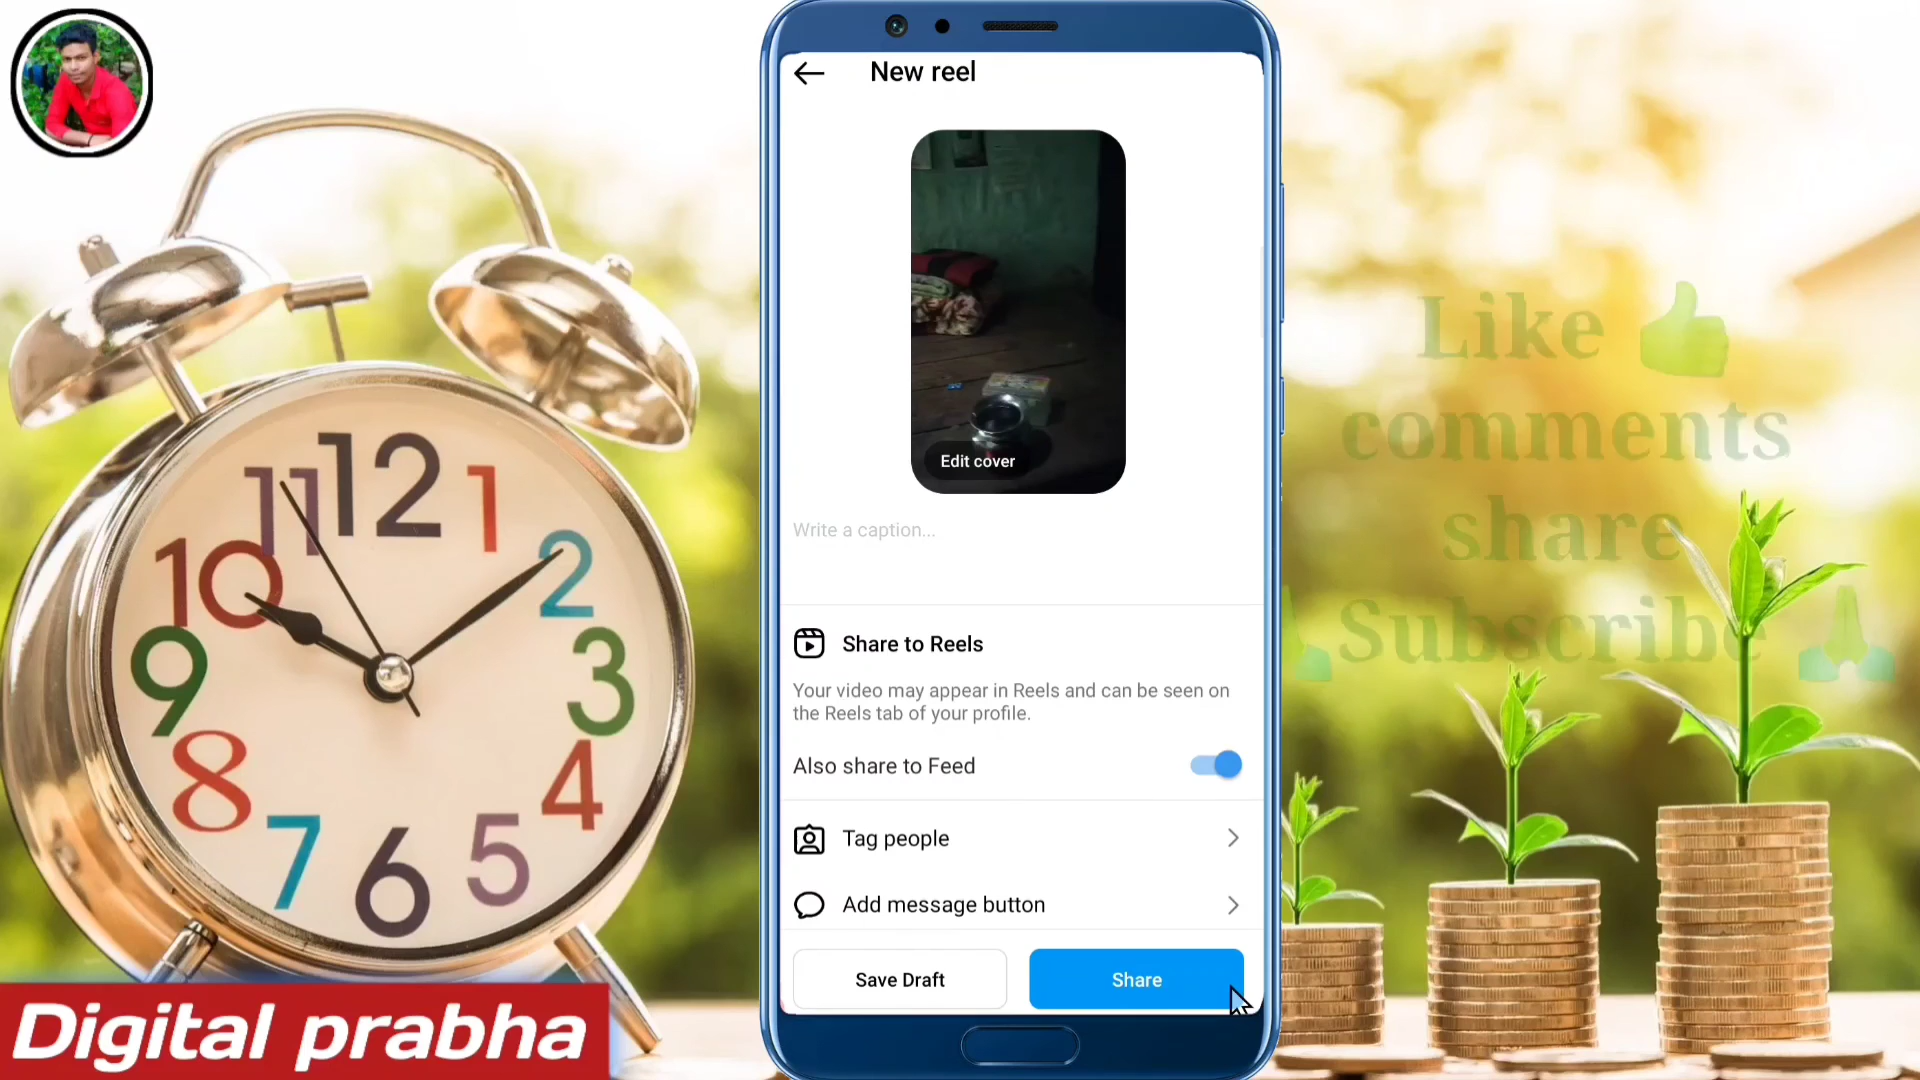 New reel
Edit cover
Write a caption...
Share to Reels
Your video may appear in Reels and can be seen on
the Reels tab of your profile.
Also share to Feed
Tag people
Add message button
Save Draft
Share
12
11
1
10
2
9
3
8
4
7
5
6
Like 👍
comments
share
🙏 Subscribe 🙏
Digital prabha